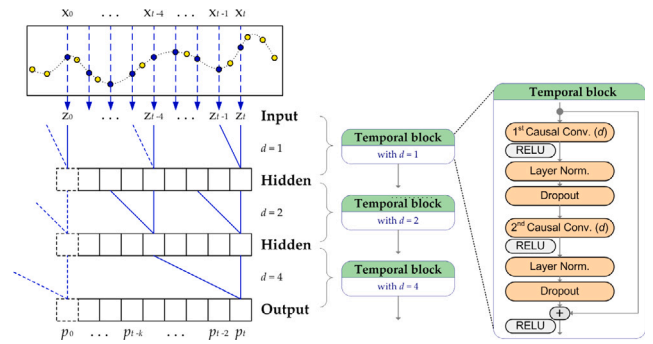 x0 . . . xt-4 . . . xt-1 xt
z0 zt-4 zt-1 zt
Input
d = 1
Hidden
d = 2
Hidden
d = 4
Output
p0 . . . pt-k . . . pt-2 pt
Temporal block
with d = 1
Temporal block
with d = 2
Temporal block
with d = 4
Temporal block
1st Causal Conv. (d)
RELU
Layer Norm.
Dropout
2nd Causal Conv. (d)
RELU
Layer Norm.
Dropout
+
RELU